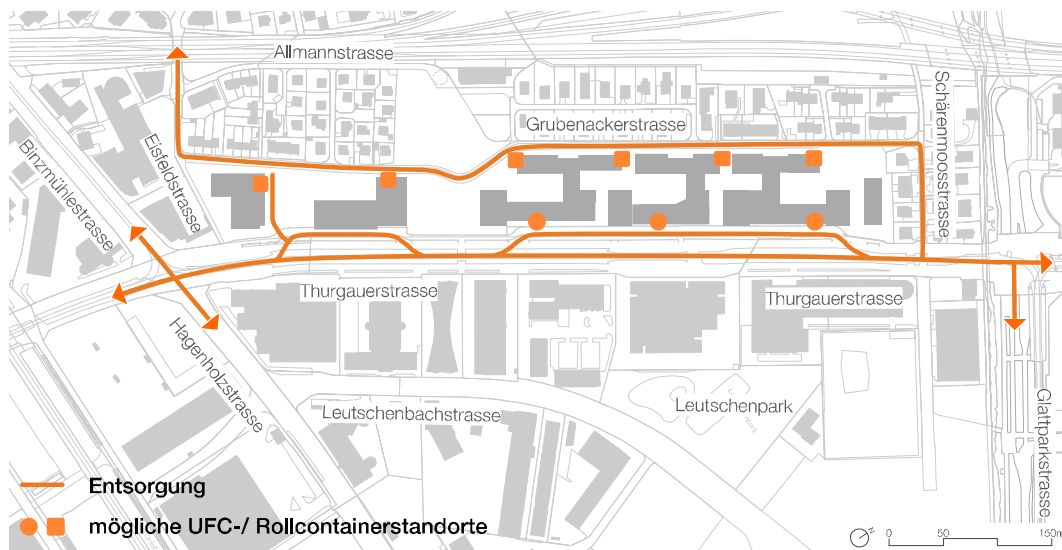 Allmannstrasse
Grubenackerstrasse
Schärenmoosstrasse
Eisfeldstrasse
Binzmühlestrasse
Thurgauerstrasse
Thurgauerstrasse
Hagenholzstrasse
Leutschenbachstrasse
Leutschenpark
Glattparkstrasse
Entsorgung
mögliche UFC-/ Rollcontainerstandorte
0 50 150m